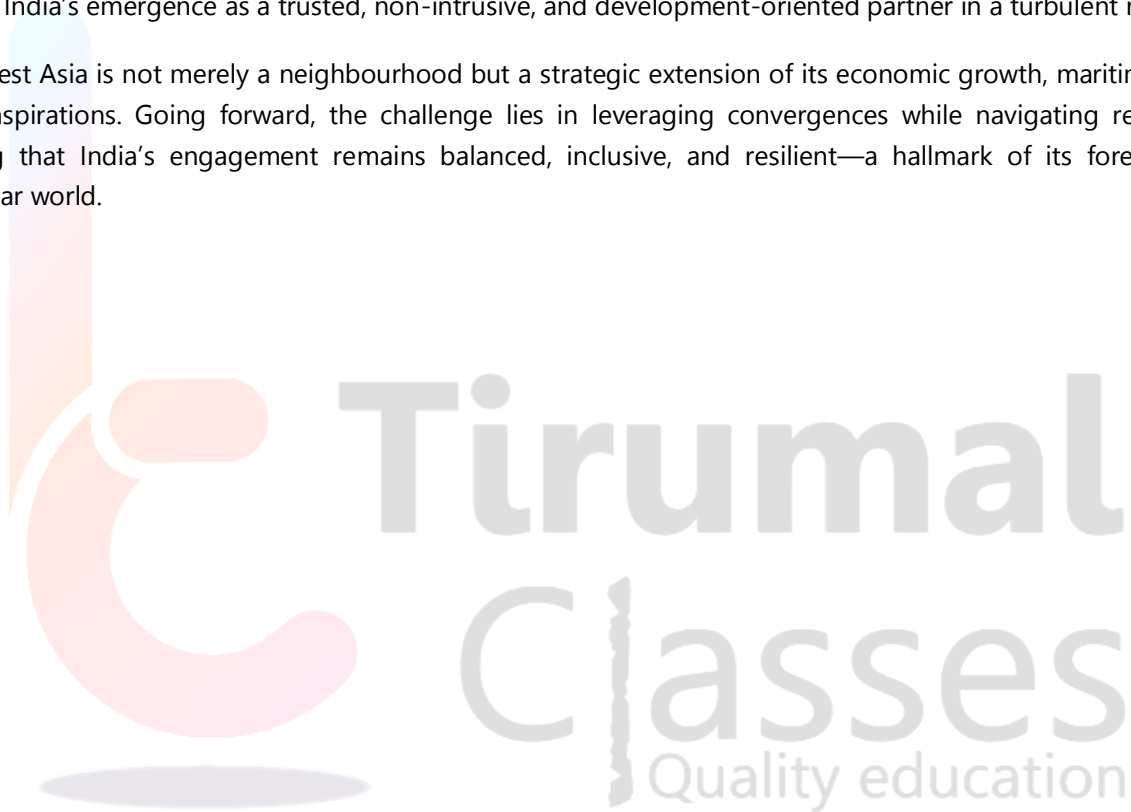 India’s emergence as a trusted, non-intrusive, and development-oriented partner in a turbulent
est Asia is not merely a neighbourhood but a strategic extension of its economic growth,
spirations. Going forward, the challenge lies in leveraging convergences while navigating re
g that India’s engagement remains balanced, inclusive, and resilient—a hallmark of its fore
ar world.
Tirumal
Classes
Quality education